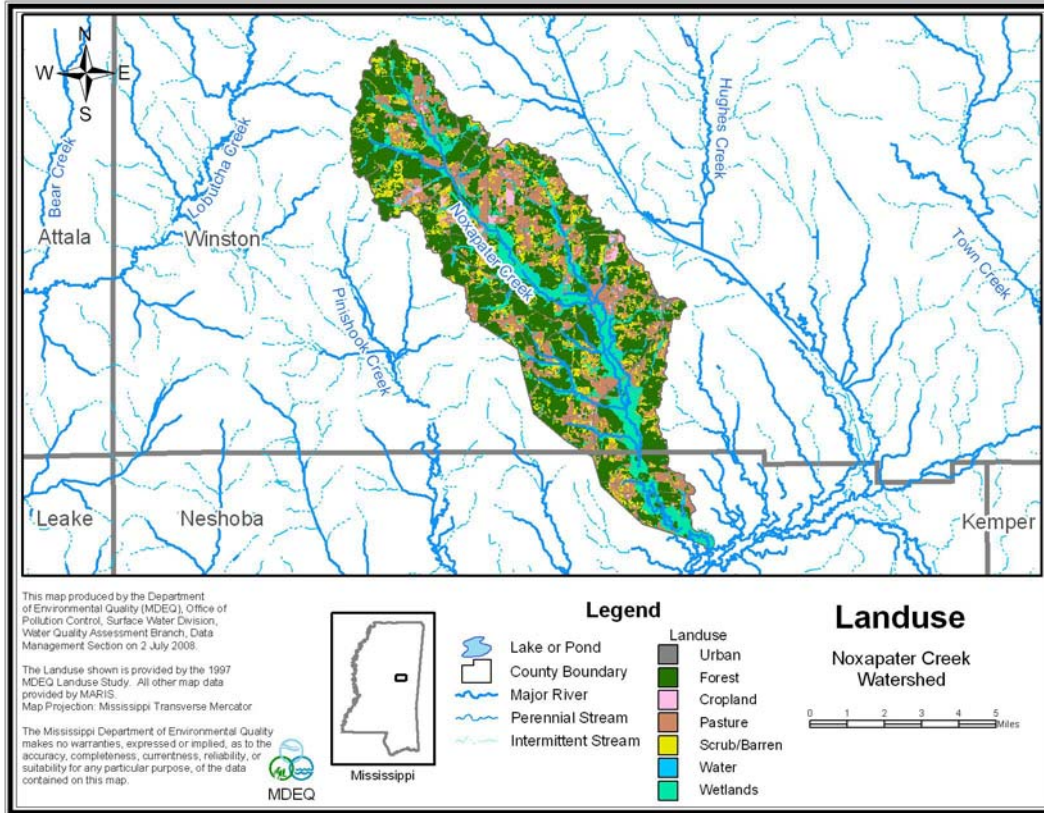 N
W E
S
Bear Creek
Lobutcha Creek
Hughes Creek
Attala
Winston
Noxapater Creek
Town Creek
Pinishook Creek
Leake
Neshoba
Kemper
This map produced by the Department
of Environmental Quality (MDEQ), Office of
Pollution Control, Surface Water Division,
Water Quality Assessment Branch, Data
Management Section on 2 July 2008.
The Landuse shown is provided by the 1997
MDEQ Landuse Study. All other map data
provided by MARIS.
Map Projection: Mississippi Transverse Mercator
The Mississippi Department of Environmental Quality
makes no warranties, expressed or implied, as to the
accuracy, completeness, currentness, reliability, or
suitability for any particular purpose, of the data
contained on this map.
MDEQ
Mississippi
Legend
Lake or Pond
County Boundary
Major River
Perennial Stream
Intermittent Stream
Landuse
Urban
Forest
Cropland
Pasture
Scrub/Barren
Water
Wetlands
Landuse
Noxapater Creek
Watershed
0 1 2 3 4 5
Miles